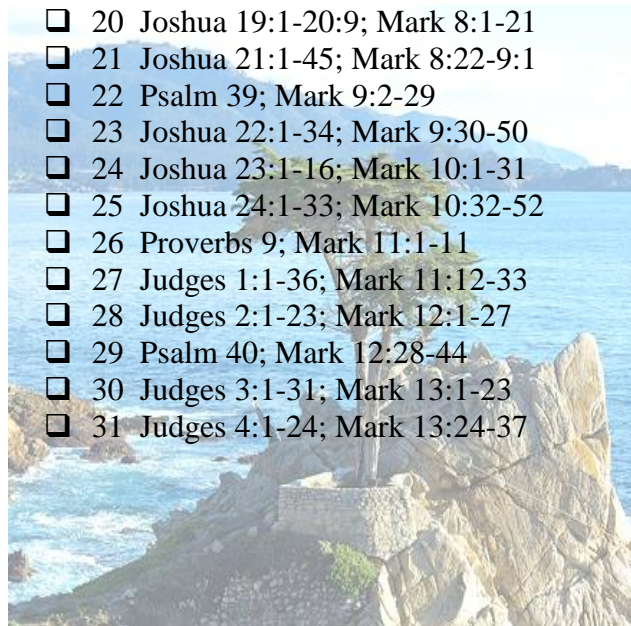 ❑ 20 Joshua 19:1-20:9; Mark 8:1-21
❑ 21 Joshua 21:1-45; Mark 8:22-9:1
❑ 22 Psalm 39; Mark 9:2-29
❑ 23 Joshua 22:1-34; Mark 9:30-50
❑ 24 Joshua 23:1-16; Mark 10:1-31
❑ 25 Joshua 24:1-33; Mark 10:32-52
❑ 26 Proverbs 9; Mark 11:1-11
❑ 27 Judges 1:1-36; Mark 11:12-33
❑ 28 Judges 2:1-23; Mark 12:1-27
❑ 29 Psalm 40; Mark 12:28-44
❑ 30 Judges 3:1-31; Mark 13:1-23
❑ 31 Judges 4:1-24; Mark 13:24-37